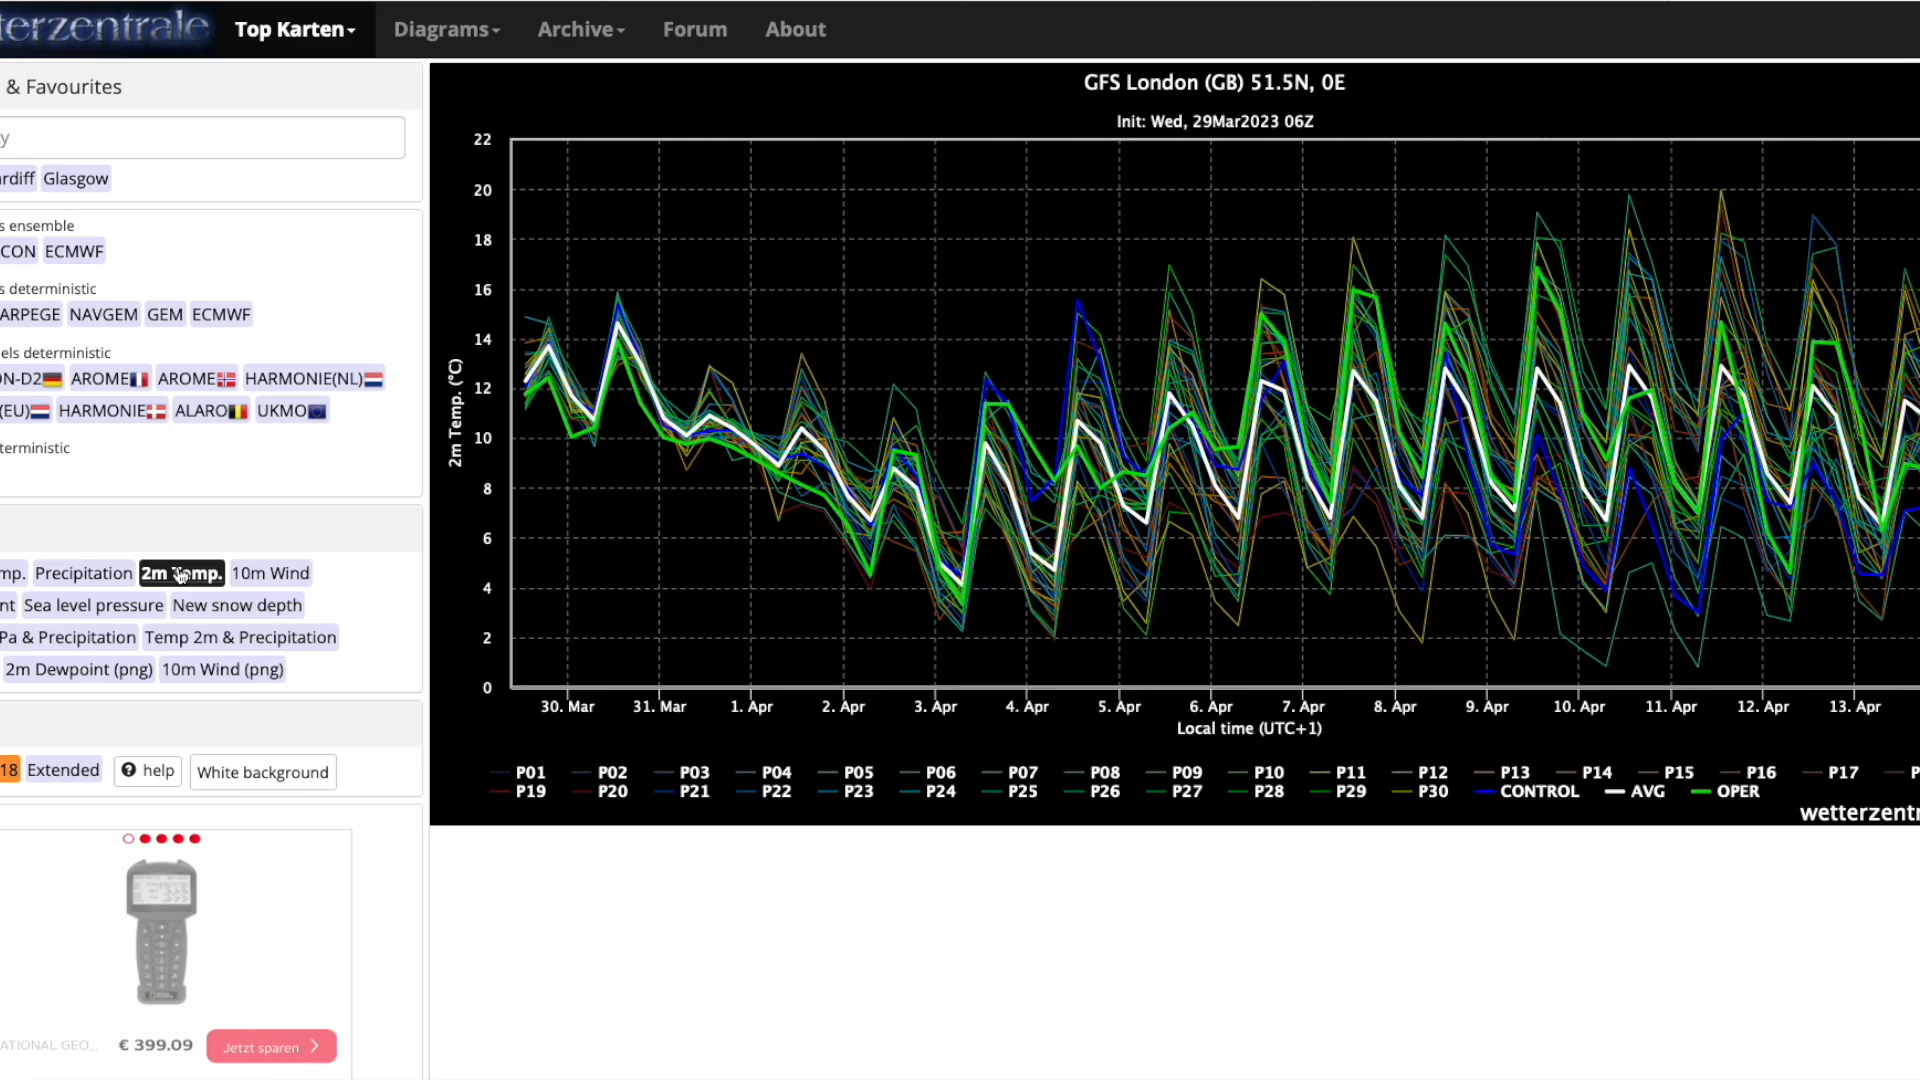 terzentrale Top Karten Diagrams Archive Forum About
& Favourites
y
rdiff Glasgow
s ensemble
CON ECMWF
s deterministic
ARPEGE NAVGEM GEM ECMWF
els deterministic
ON-D2 AROME AROME HARMONIE(NL)
(EU) HARMONIE ALARO UKMO
terministic
mp. Precipitation 2m Temp. 10m Wind
nt Sea level pressure New snow depth
Pa & Precipitation Temp 2m & Precipitation
2m Dewpoint (png) 10m Wind (png)
18 Extended help White background
ATIONAL GEO... € 399.09 Jetzt sparen
GFS London (GB) 51.5N, 0E
Init: Wed, 29Mar2023 06Z
22
20
18
16
14
12
10
8
6
4
2
0
2m Temp. (°C)
30. Mar 31. Mar 1. Apr 2. Apr 3. Apr 4. Apr 5. Apr 6. Apr 7. Apr 8. Apr 9. Apr 10. Apr 11. Apr 12. Apr 13. Apr
Local time (UTC+1)
P01 P02 P03 P04 P05 P06 P07 P08 P09 P10 P11 P12 P13 P14 P15 P16 P17 P
P19 P20 P21 P22 P23 P24 P25 P26 P27 P28 P29 P30 CONTROL AVG OPER
wetterzentr